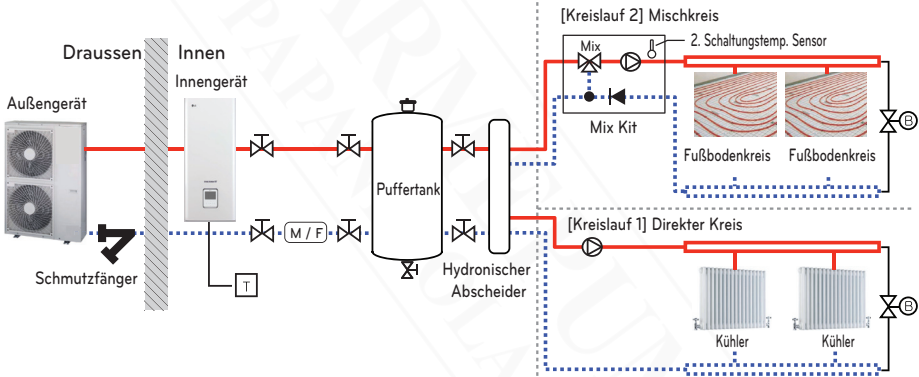 [Kreislauf 2] Mischkreis
Mix
2. Schaltungstemp. Sensor
Draussen
Innen
Innengerät
Außengerät
Mix Kit
B
Fußbodenkreis
Fußbodenkreis
Puffertank
[Kreislauf 1] Direkter Kreis
M / F
Schmutzfänger
T
Hydronischer
Abscheider
B
Kühler
Kühler